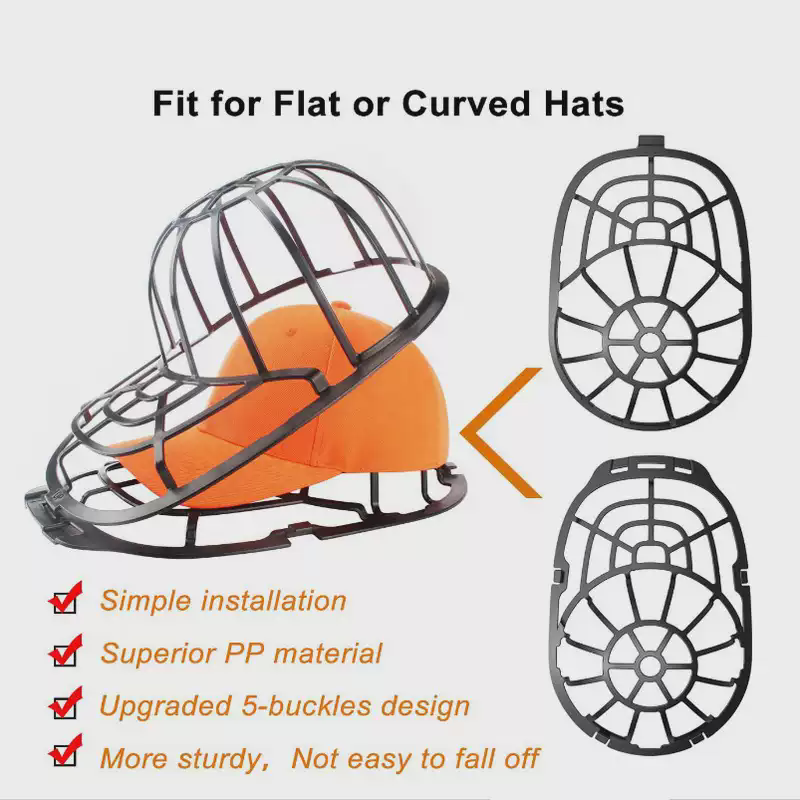 Fit for Flat or Curved Hats
Simple installation
Superior PP material
Upgraded 5-buckles design
More sturdy, Not easy to fall off